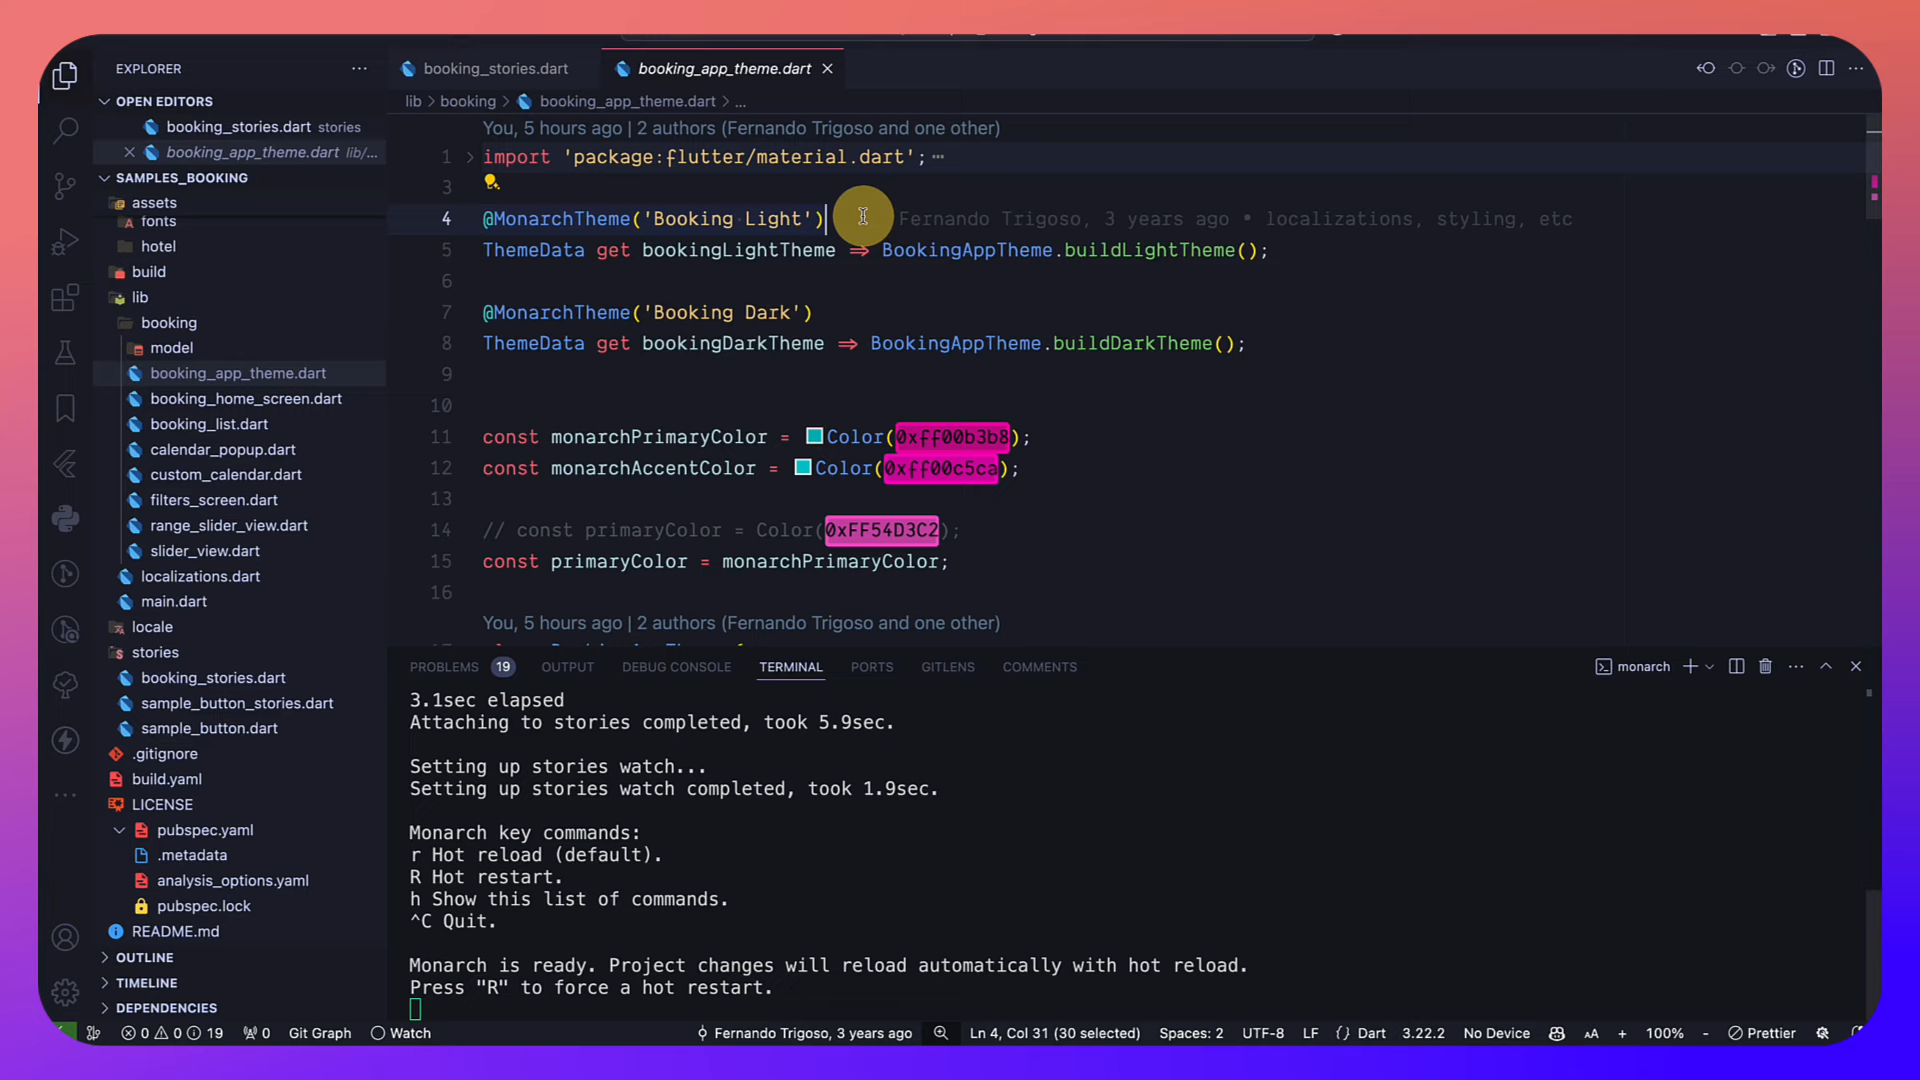 EXPLORER
OPEN EDITORS
booking_stories.dart stories
booking_app_theme.dart lib/...
SAMPLES_BOOKING
assets
fonts
hotel
build
lib
booking
model
booking_app_theme.dart
booking_home_screen.dart
booking_list.dart
calendar_popup.dart
custom_calendar.dart
filters_screen.dart
range_slider_view.dart
slider_view.dart
localizations.dart
main.dart
locale
stories
booking_stories.dart
sample_button_stories.dart
sample_button.dart
.gitignore
build.yaml
LICENSE
pubspec.yaml
.metadata
analysis_options.yaml
pubspec.lock
README.md
OUTLINE
TIMELINE
DEPENDENCIES
booking_stories.dart booking_app_theme.dart
lib > booking > booking_app_theme.dart > ...
You, 5 hours ago | 2 authors (Fernando Trigoso and one other)
1 import 'package:flutter/material.dart';
3
4 @MonarchTheme('Booking Light') Fernando Trigoso, 3 years ago • localizations, styling, etc
5 ThemeData get bookingLightTheme => BookingAppTheme.buildLightTheme();
6
7 @MonarchTheme('Booking Dark')
8 ThemeData get bookingDarkTheme => BookingAppTheme.buildDarkTheme();
9
10
11 const monarchPrimaryColor = Color(0xff00b3b8);
12 const monarchAccentColor = Color(0xff00c5ca);
13
14 // const primaryColor = Color(0xFF54D3C2);
15 const primaryColor = monarchPrimaryColor;
16
You, 5 hours ago | 2 authors (Fernando Trigoso and one other)
PROBLEMS 19 OUTPUT DEBUG CONSOLE TERMINAL PORTS GITLENS COMMENTS monarch
3.1sec elapsed
Attaching to stories completed, took 5.9sec.
Setting up stories watch...
Setting up stories watch completed, took 1.9sec.
Monarch key commands:
r Hot reload (default).
R Hot restart.
h Show this list of commands.
^C Quit.
Monarch is ready. Project changes will reload automatically with hot reload.
Press "R" to force a hot restart.
0 0 19 0 Git Graph Watch Fernando Trigoso, 3 years ago Ln 4, Col 31 (30 selected) Spaces: 2 UTF-8 LF {} Dart 3.22.2 No Device AA + 100% - Prettier